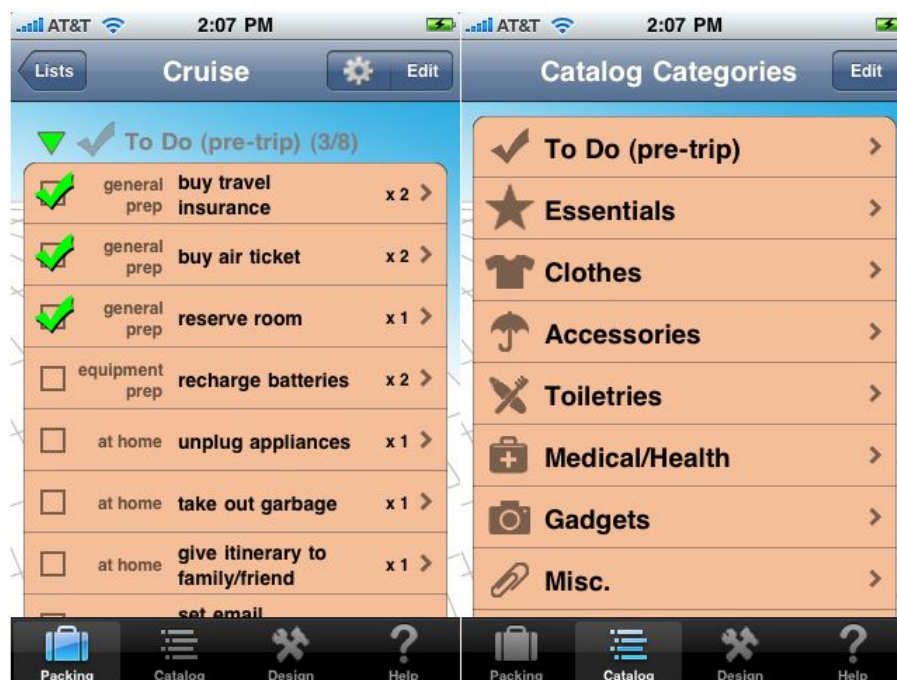 AT&T 2:07 PM
Lists Cruise Edit
To Do (pre-trip) (3/8)
general prep buy travel insurance x 2
general prep buy air ticket x 2
general prep reserve room x 1
equipment prep recharge batteries x 2
at home unplug appliances x 1
at home take out garbage x 1
at home give itinerary to family/friend x 1
set email
Packing Catalog Design Help
AT&T 2:07 PM
Catalog Categories Edit
To Do (pre-trip)
Essentials
Clothes
Accessories
Toiletries
Medical/Health
Gadgets
Misc.
Packing Catalog Design Help